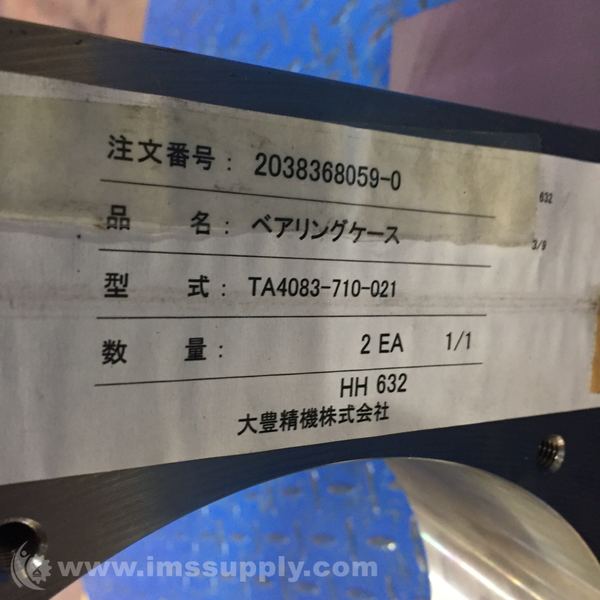 注文番号: 2038368059-0
632
品 名: ベアリングケース
3/9
型 式: TA4083-710-021
数 量: 2 EA 1/1
HH 632
大豊精機株式会社
www.imssupply.com